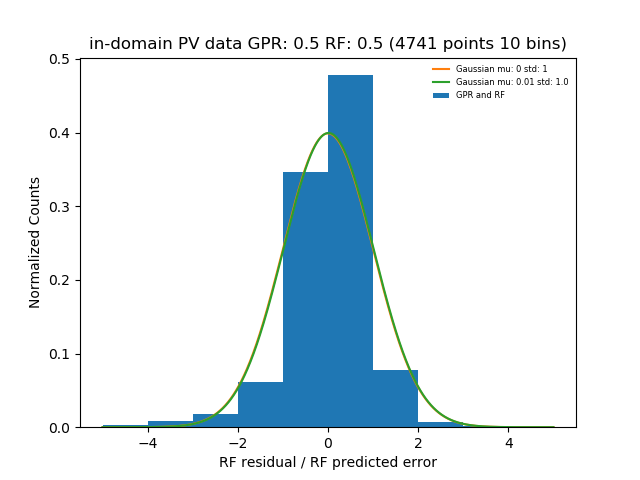 in-domain PV data GPR: 0.5 RF: 0.5 (4741 points 10 bins)
Gaussian mu: 0 std: 1
Gaussian mu: 0.01 std: 1.0
GPR and RF
0.5
0.4
0.3
0.2
0.1
0.0
Normalized Counts
−4
−2
0
2
4
RF residual / RF predicted error